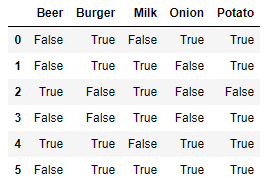 Beer Burger Milk Onion Potato
0 False True False True True
1 False True True False True
2 True False True False False
3 False False True False True
4 True True False True True
5 False True True True True